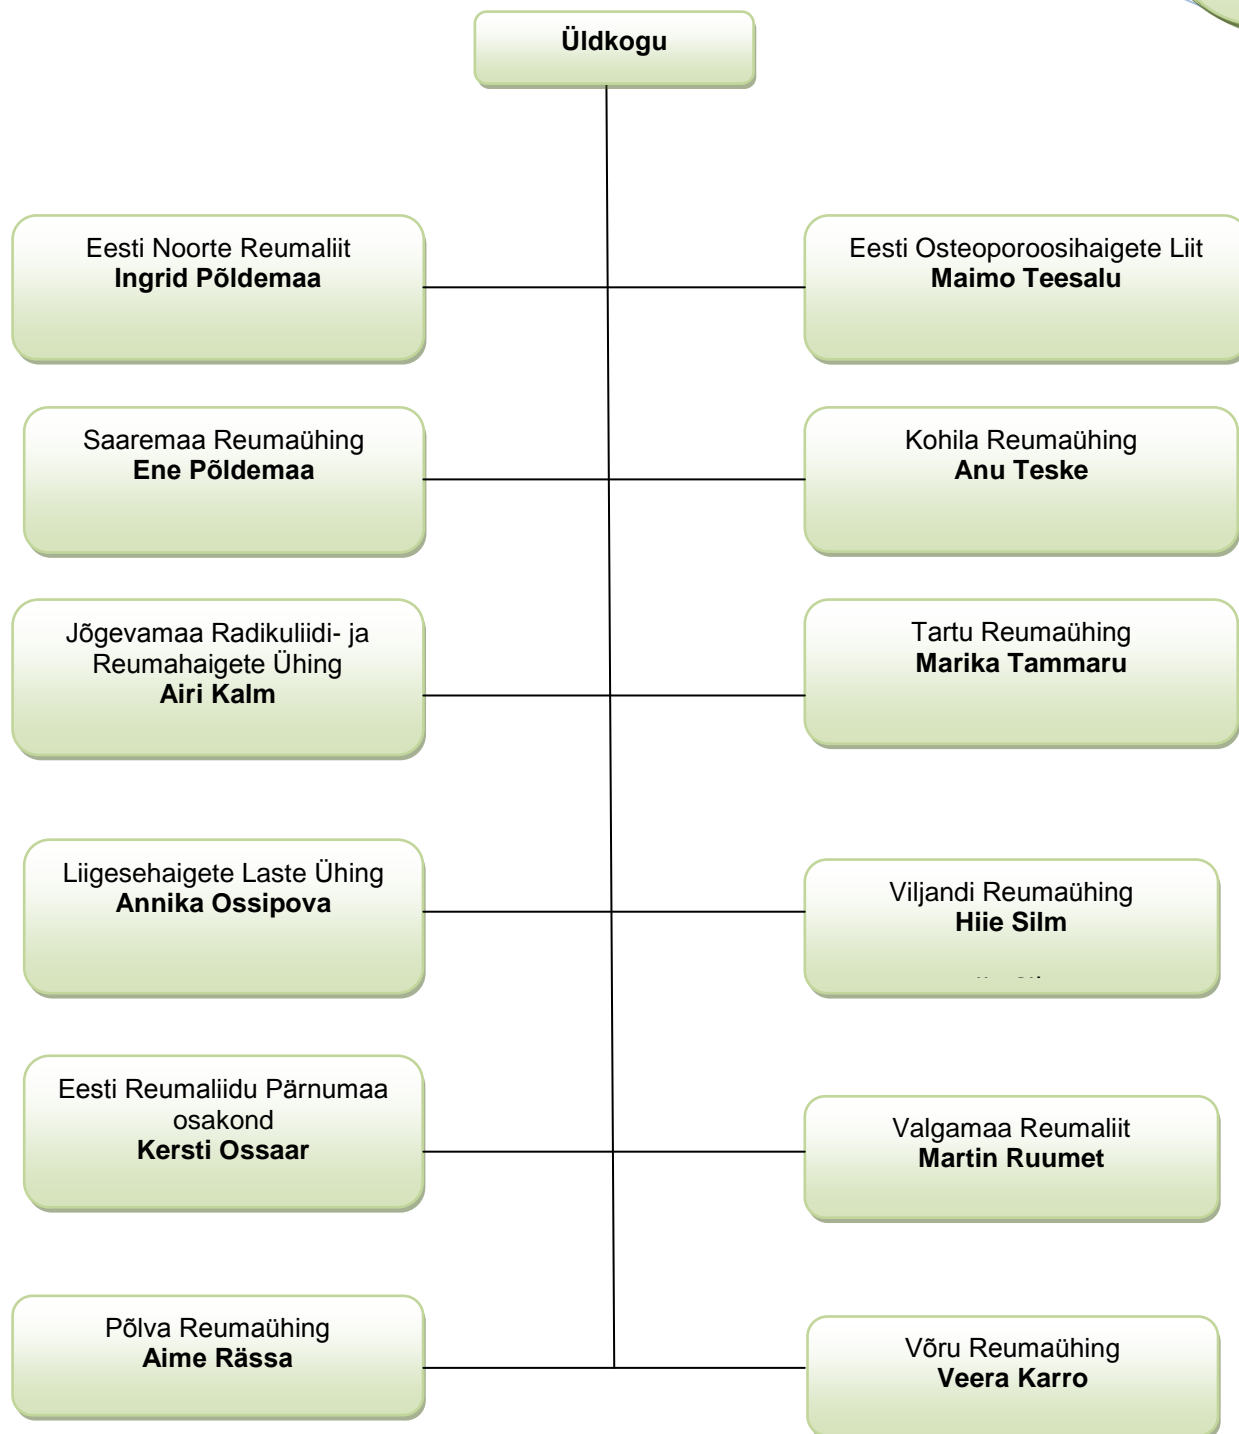 Üldkogu
Eesti Noorte Reumaliit
Ingrid Põldemaa
Eesti Osteoporoosihaigete Liit
Maimo Teesalu
Saaremaa Reumaühing
Ene Põldemaa
Kohila Reumaühing
Anu Teske
Jõgevamaa Radikuliidi- ja
Reumahaigete Ühing
Airi Kalm
Tartu Reumaühing
Marika Tammaru
Liigesehaigete Laste Ühing
Annika Ossipova
Viljandi Reumaühing
Hiie Silm
Eesti Reumaliidu Pärnumaa
osakond
Kersti Ossaar
Valgamaa Reumaliit
Martin Ruumet
Põlva Reumaühing
Aime Rässa
Võru Reumaühing
Veera Karro